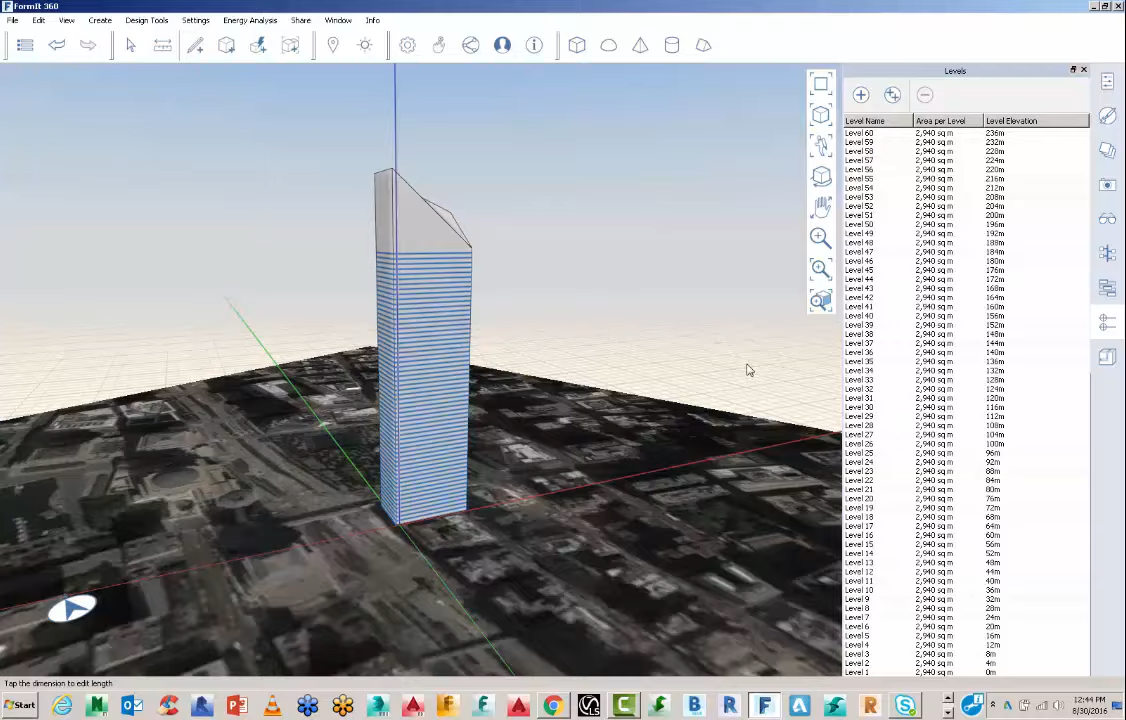 FormIt 360
File Edit View Create Design Tools Settings Energy Analysis Share Window Info
Levels
Level Name Area per Level Level Elevation
Level 60 2,940 sq m 236m
Level 59 2,940 sq m 232m
Level 58 2,940 sq m 228m
Level 57 2,940 sq m 224m
Level 56 2,940 sq m 220m
Level 55 2,940 sq m 216m
Level 54 2,940 sq m 212m
Level 53 2,940 sq m 208m
Level 52 2,940 sq m 204m
Level 51 2,940 sq m 200m
Level 50 2,940 sq m 196m
Level 49 2,940 sq m 192m
Level 48 2,940 sq m 188m
Level 47 2,940 sq m 184m
Level 46 2,940 sq m 180m
Level 45 2,940 sq m 176m
Level 44 2,940 sq m 172m
Level 43 2,940 sq m 168m
Level 42 2,940 sq m 164m
Level 41 2,940 sq m 160m
Level 40 2,940 sq m 156m
Level 39 2,940 sq m 152m
Level 38 2,940 sq m 148m
Level 37 2,940 sq m 144m
Level 36 2,940 sq m 140m
Level 35 2,940 sq m 136m
Level 34 2,940 sq m 132m
Level 33 2,940 sq m 128m
Level 32 2,940 sq m 124m
Level 31 2,940 sq m 120m
Level 30 2,940 sq m 116m
Level 29 2,940 sq m 112m
Level 28 2,940 sq m 108m
Level 27 2,940 sq m 104m
Level 26 2,940 sq m 100m
Level 25 2,940 sq m 96m
Level 24 2,940 sq m 92m
Level 23 2,940 sq m 88m
Level 22 2,940 sq m 84m
Level 21 2,940 sq m 80m
Level 20 2,940 sq m 76m
Level 19 2,940 sq m 72m
Level 18 2,940 sq m 68m
Level 17 2,940 sq m 64m
Level 16 2,940 sq m 60m
Level 15 2,940 sq m 56m
Level 14 2,940 sq m 52m
Level 13 2,940 sq m 48m
Level 12 2,940 sq m 44m
Level 11 2,940 sq m 40m
Level 10 2,940 sq m 36m
Level 9 2,940 sq m 32m
Level 8 2,940 sq m 28m
Level 7 2,940 sq m 24m
Level 6 2,940 sq m 20m
Level 5 2,940 sq m 16m
Level 4 2,940 sq m 12m
Level 3 2,940 sq m 8m
Level 2 2,940 sq m 4m
Level 1 2,940 sq m 0m
Tap the dimension to edit length
Start
12:44 PM
8/30/2016